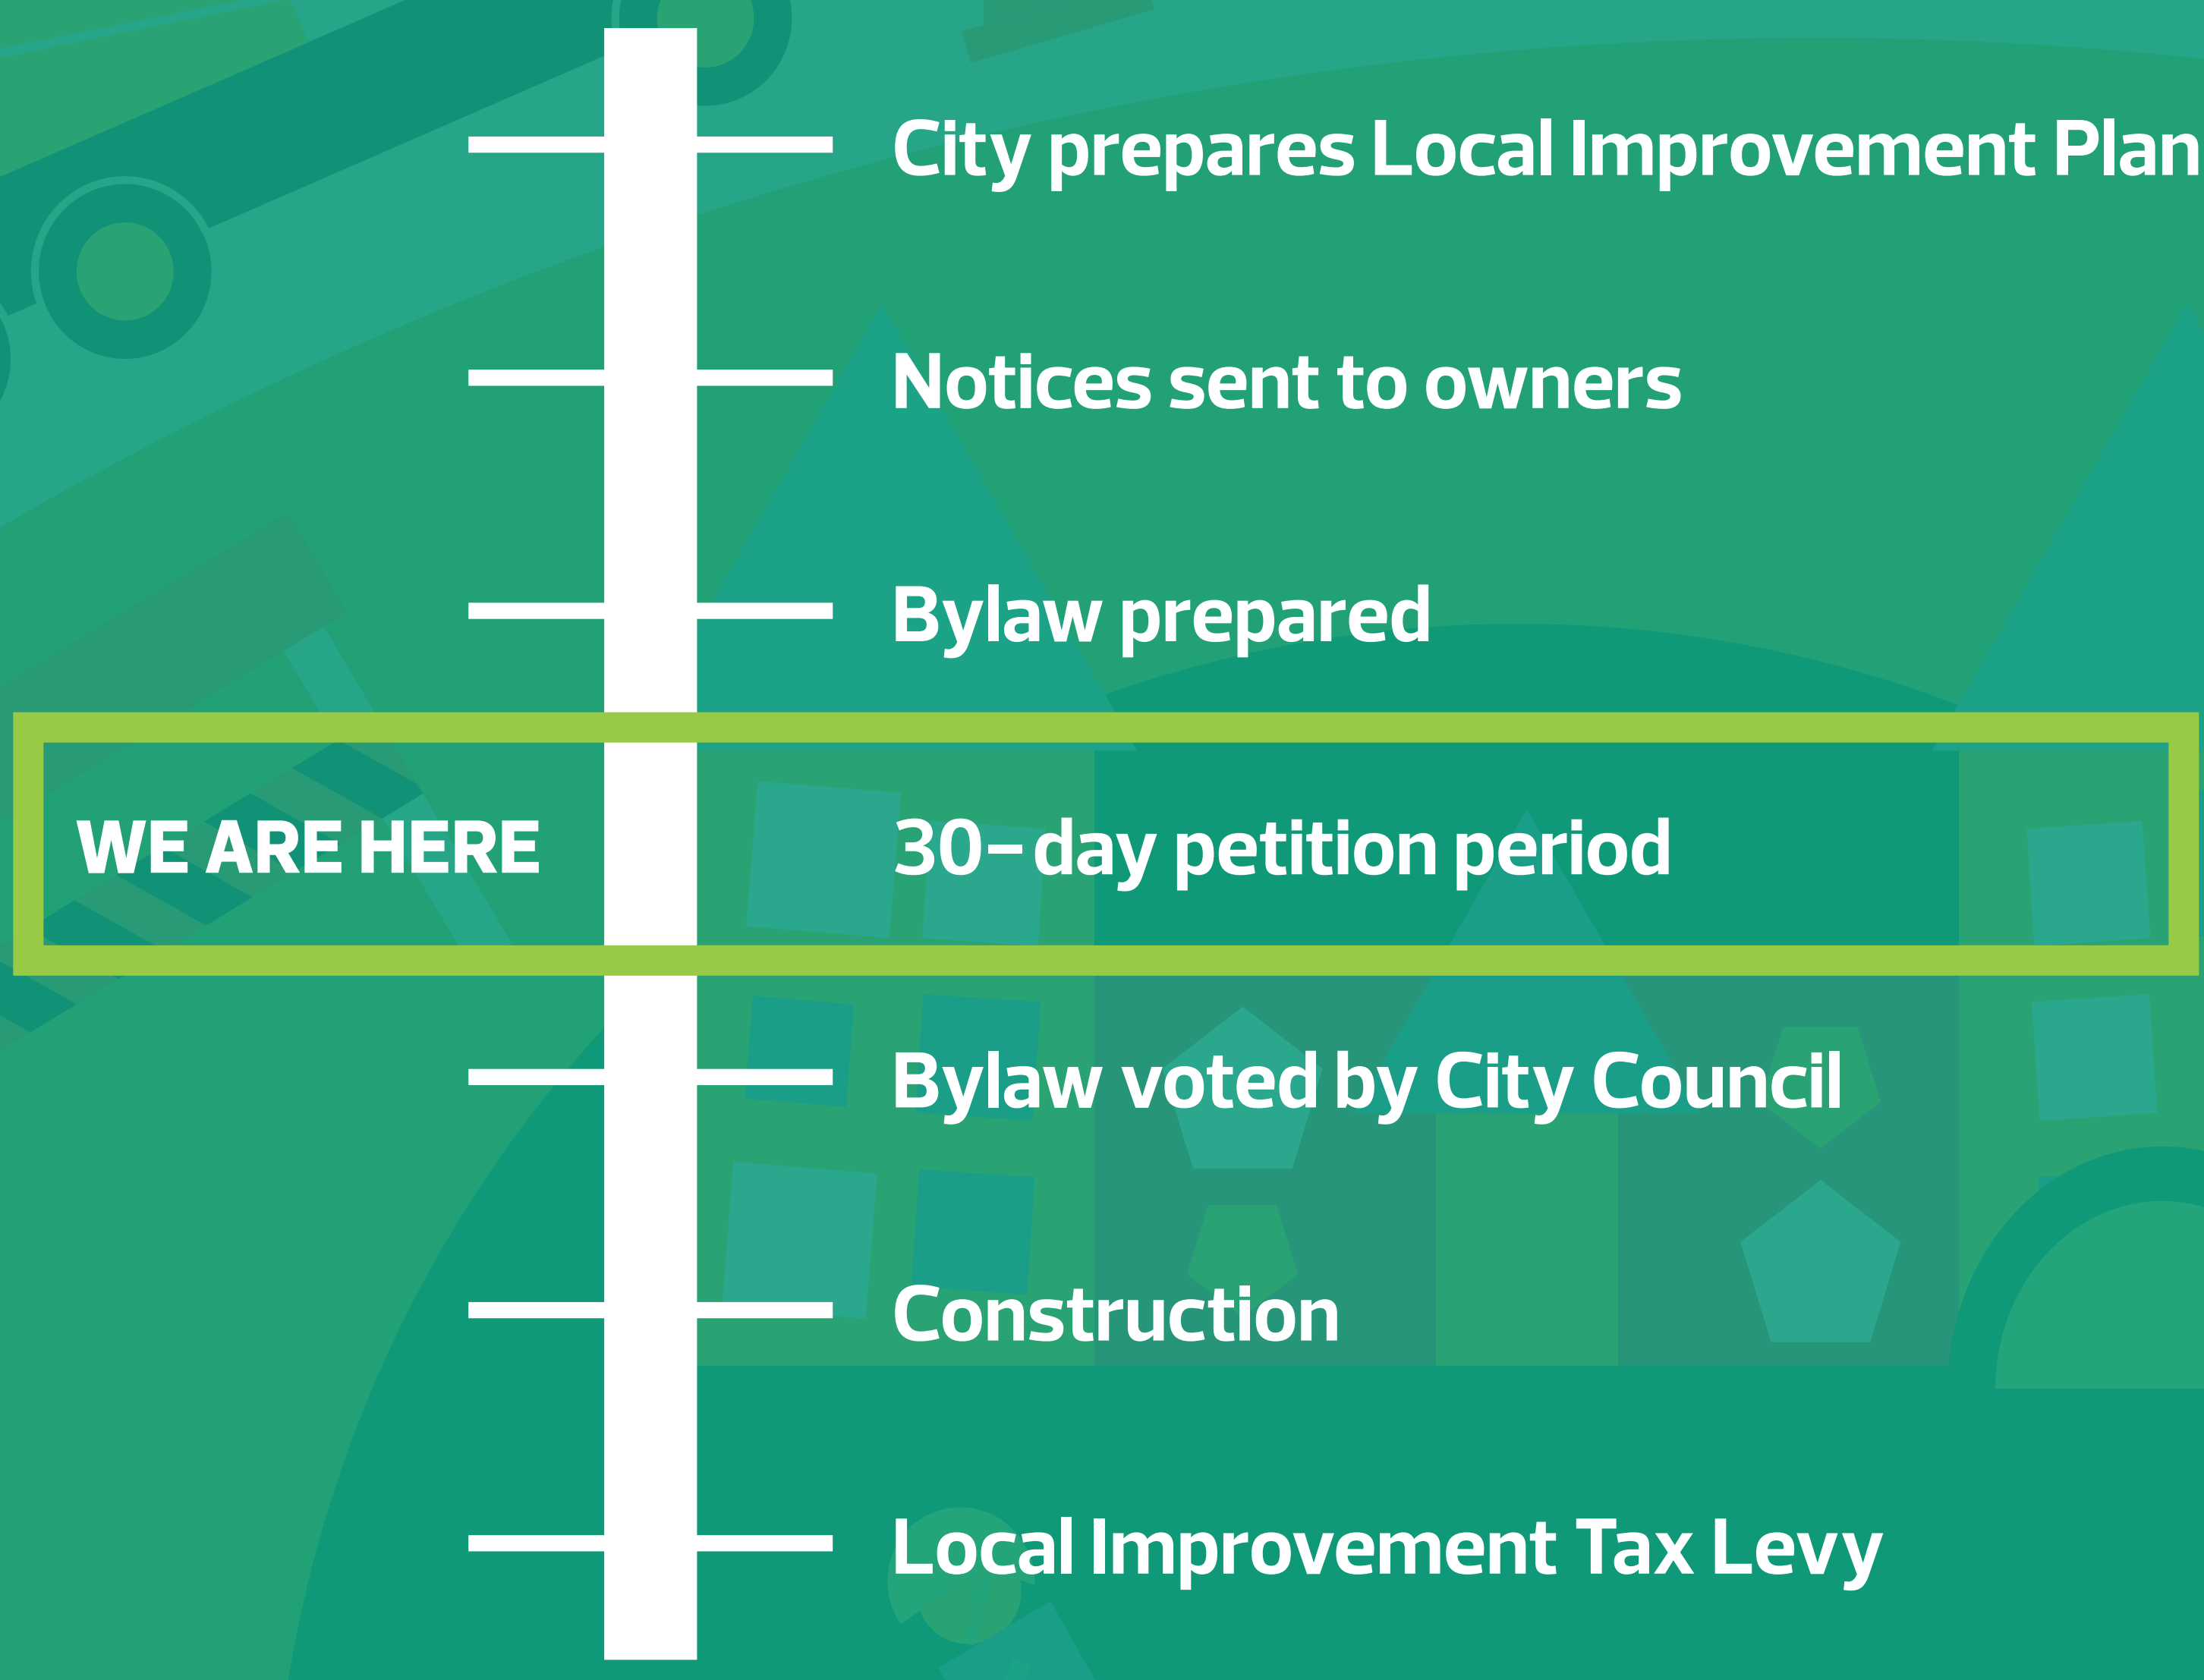 City prepares Local Improvement Plan
Notices sent to owners
Bylaw prepared
WE ARE HERE
30-day petition period
Bylaw voted by City Council
Construction
Local Improvement Tax Levy